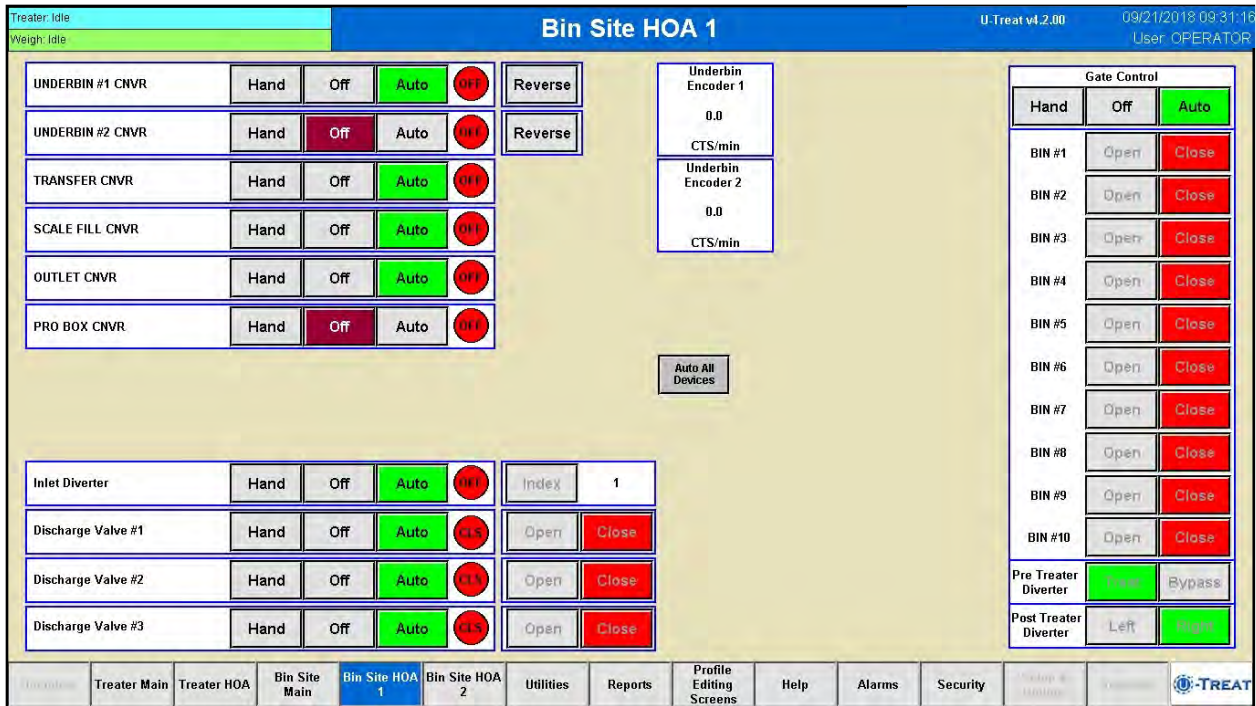 Treater: Idle
Weigh: Idle
Bin Site HOA 1
U-Treat v4.2.00
09/21/2018 09:31:16
User: OPERATOR
UNDERBIN #1 CNVR Hand Off Auto OFF Reverse
UNDERBIN #2 CNVR Hand Off Auto OFF Reverse
TRANSFER CNVR Hand Off Auto OFF
SCALE FILL CNVR Hand Off Auto OFF
OUTLET CNVR Hand Off Auto OFF
PRO BOX CNVR Hand Off Auto OFF
Underbin
Encoder 1
0.0
CTS/min
Underbin
Encoder 2
0.0
CTS/min
Auto All
Devices
Inlet Diverter Hand Off Auto OFF Index 1
Discharge Valve #1 Hand Off Auto CLS Open Close
Discharge Valve #2 Hand Off Auto CLS Open Close
Discharge Valve #3 Hand Off Auto CLS Open Close
Gate Control
Hand Off Auto
BIN #1 Open Close
BIN #2 Open Close
BIN #3 Open Close
BIN #4 Open Close
BIN #5 Open Close
BIN #6 Open Close
BIN #7 Open Close
BIN #8 Open Close
BIN #9 Open Close
BIN #10 Open Close
Pre Treater
Diverter
Treat Bypass
Post Treater
Diverter
Left Right
Treater Main
Treater HOA
Bin Site
Main
Bin Site HOA
1
Bin Site HOA
2
Utilities
Reports
Profile
Editing
Screens
Help
Alarms
Security
U-TREAT